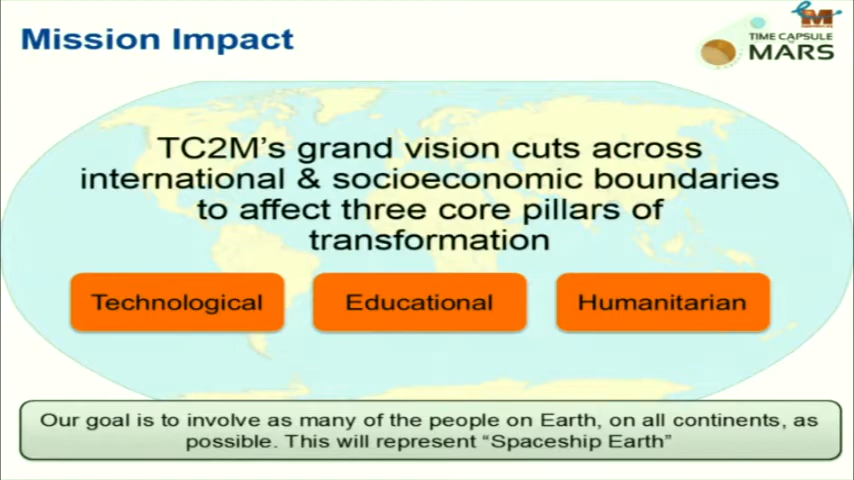 Mission Impact
TIME CAPSULE
MARS
TC2M's grand vision cuts across
international & socioeconomic boundaries
to affect three core pillars of
transformation
Technological
Educational
Humanitarian
Our goal is to involve as many of the people on Earth, on all continents, as
possible. This will represent “Spaceship Earth”